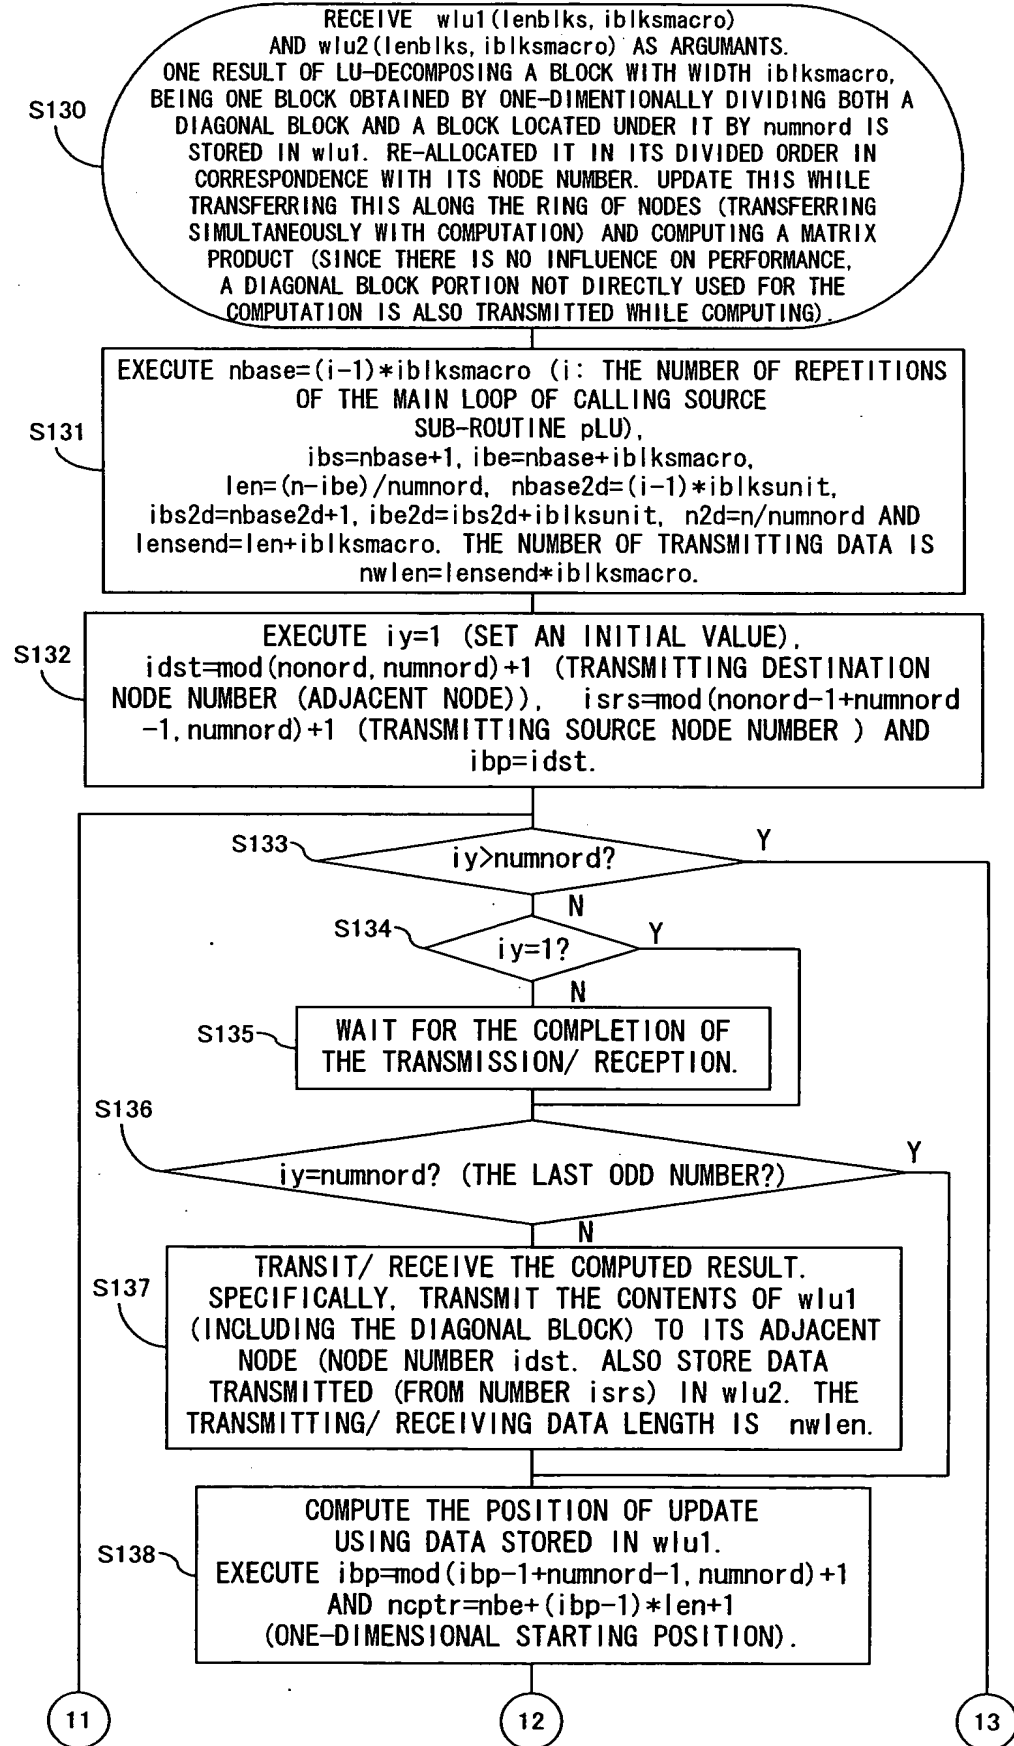 RECEIVE wlu1(lenblks, iblksmacro)
AND wlu2(lenblks, iblksmacro) AS ARGUMANTS.
ONE RESULT OF LU-DECOMPOSING A BLOCK WITH WIDTH iblksmacro,
BEING ONE BLOCK OBTAINED BY ONE-DIMENTIONALLY DIVIDING BOTH A
DIAGONAL BLOCK AND A BLOCK LOCATED UNDER IT BY numnord IS
STORED IN wlu1. RE-ALLOCATED IT IN ITS DIVIDED ORDER IN
CORRESPONDENCE WITH ITS NODE NUMBER. UPDATE THIS WHILE
TRANSFERRING THIS ALONG THE RING OF NODES (TRANSFERRING
SIMULTANEOUSLY WITH COMPUTATION) AND COMPUTING A MATRIX
PRODUCT (SINCE THERE IS NO INFLUENCE ON PERFORMANCE,
A DIAGONAL BLOCK PORTION NOT DIRECTLY USED FOR THE
COMPUTATION IS ALSO TRANSMITTED WHILE COMPUTING).
S130
EXECUTE nbase=(i-1)*iblksmacro (i: THE NUMBER OF REPETITIONS
OF THE MAIN LOOP OF CALLING SOURCE
SUB-ROUTINE pLU),
ibs=nbase+1, ibe=nbase+iblksmacro,
len=(n-ibe)/numnord, nbase2d=(i-1)*iblksunit,
ibs2d=nbase2d+1, ibe2d=ibs2d+iblksunit, n2d=n/numnord AND
lensend=len+iblksmacro. THE NUMBER OF TRANSMITTING DATA IS
nwlen=lensend*iblksmacro.
S131
EXECUTE iy=1 (SET AN INITIAL VALUE),
idst=mod(nonord, numnord)+1 (TRANSMITTING DESTINATION
NODE NUMBER (ADJACENT NODE)), isrs=mod(nonord-1+numnord
-1, numnord)+1 (TRANSMITTING SOURCE NODE NUMBER ) AND
ibp=idst.
S132
S133
iy>numnord?
Y
N
S134
iy=1?
Y
N
S135
WAIT FOR THE COMPLETION OF
THE TRANSMISSION/ RECEPTION.
S136
iy=numnord? (THE LAST ODD NUMBER?)
Y
N
S137
TRANSIT/ RECEIVE THE COMPUTED RESULT.
SPECIFICALLY, TRANSMIT THE CONTENTS OF wlu1
(INCLUDING THE DIAGONAL BLOCK) TO ITS ADJACENT
NODE (NODE NUMBER idst. ALSO STORE DATA
TRANSMITTED (FROM NUMBER isrs) IN wlu2. THE
TRANSMITTING/ RECEIVING DATA LENGTH IS nwlen.
S138
COMPUTE THE POSITION OF UPDATE
USING DATA STORED IN wlu1.
EXECUTE ibp=mod(ibp-1+numnord-1, numnord)+1
AND ncptr=nbe+(ibp-1)*len+1
(ONE-DIMENSIONAL STARTING POSITION).
11
12
13